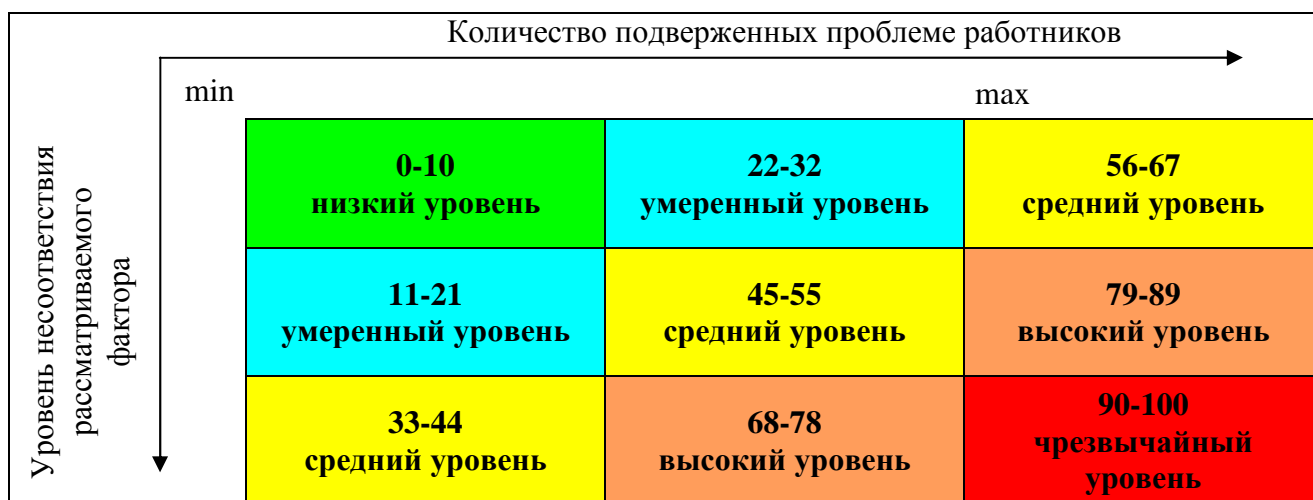 Количество подверженных проблеме работников
min
max
Уровень несоответствия
рассматриваемого
фактора
0-10
низкий уровень
22-32
умеренный уровень
56-67
средний уровень
11-21
умеренный уровень
45-55
средний уровень
79-89
высокий уровень
33-44
средний уровень
68-78
высокий уровень
90-100
чрезвычайный
уровень